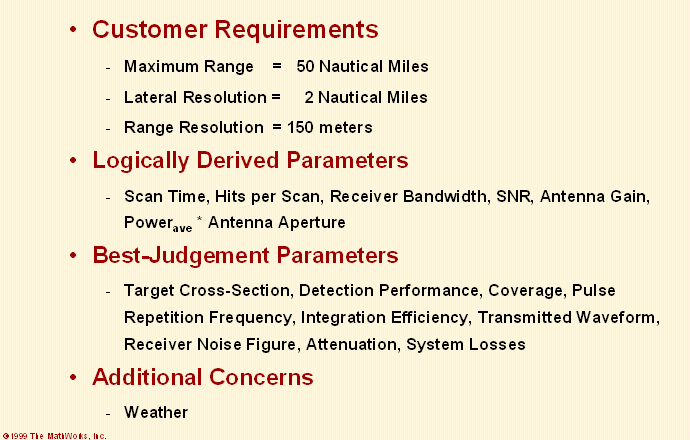 • Customer Requirements
- Maximum Range = 50 Nautical Miles
- Lateral Resolution = 2 Nautical Miles
- Range Resolution = 150 meters
• Logically Derived Parameters
- Scan Time, Hits per Scan, Receiver Bandwidth, SNR, Antenna Gain,
Powerave * Antenna Aperture
• Best-Judgement Parameters
- Target Cross-Section, Detection Performance, Coverage, Pulse
Repetition Frequency, Integration Efficiency, Transmitted Waveform,
Receiver Noise Figure, Attenuation, System Losses
• Additional Concerns
- Weather
©1999 The MathWorks, Inc.